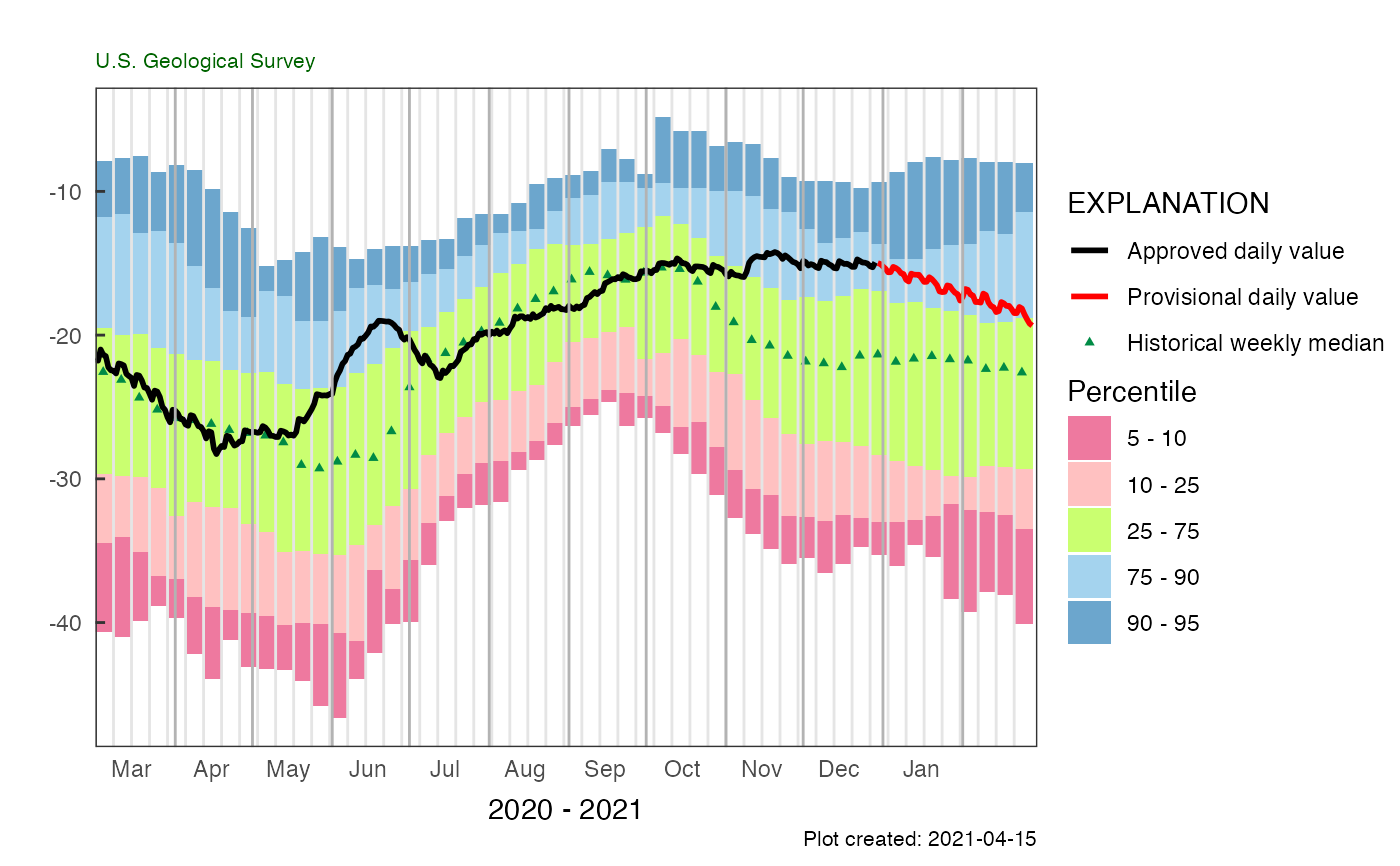 U.S. Geological Survey
-10
-20
-30
-40
Mar Apr May Jun Jul Aug Sep Oct Nov Dec Jan
2020 - 2021
Plot created: 2021-04-15
EXPLANATION
Approved daily value
Provisional daily value
Historical weekly median
Percentile
5 - 10
10 - 25
25 - 75
75 - 90
90 - 95